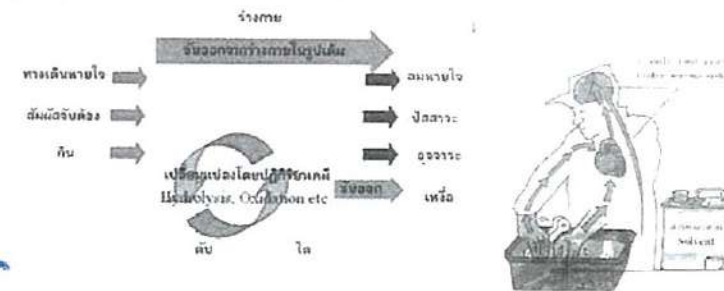 ร่างกาย
ขับออกจากร่างกายในรูปเดิม
ทางเดินหายใจ
ลมหายใจ
สัมผัสจับต้อง
ปัสสาวะ
กิน
อุจจาระ
เปลี่ยนแปลงโดยปฏิกิริยาเคมี
Hydrolysis, Oxidation etc
ขับออก
เหงื่อ
ตับ
ไต
Solvent